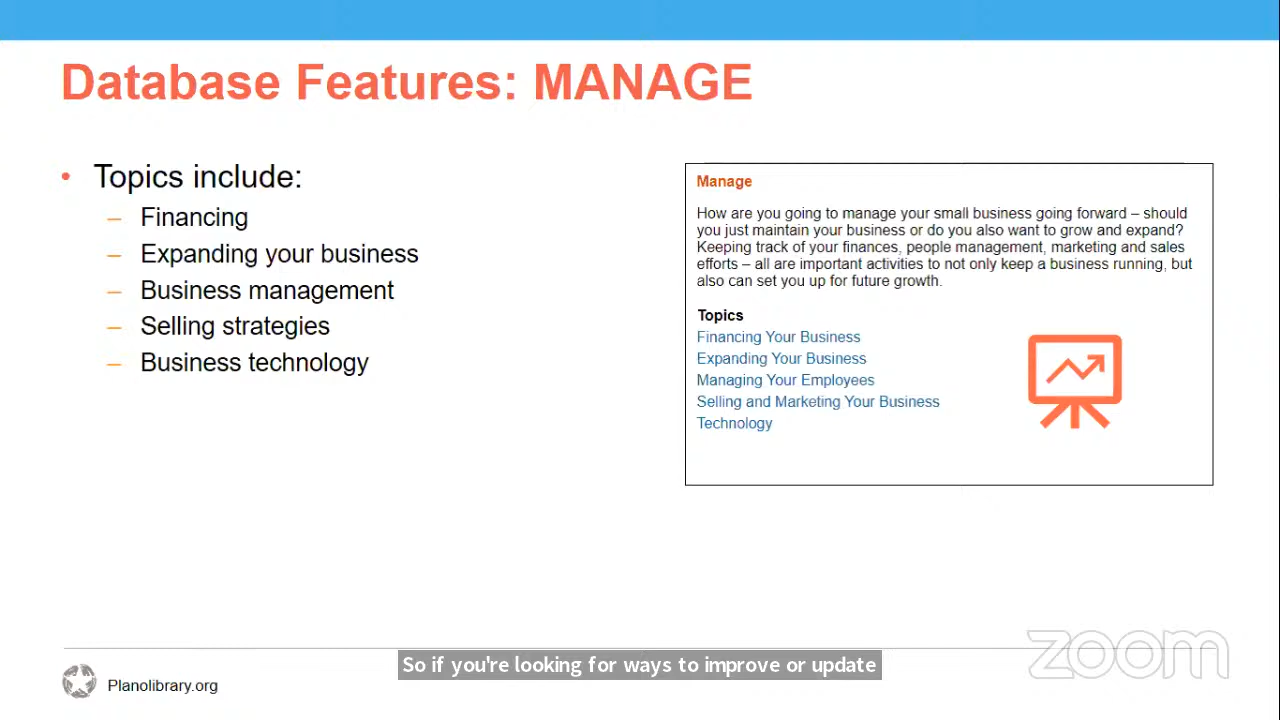 Database Features: MANAGE
• Topics include:
– Financing
– Expanding your business
– Business management
– Selling strategies
– Business technology
Manage
How are you going to manage your small business going forward – should
you just maintain your business or do you also want to grow and expand?
Keeping track of your finances, people management, marketing and sales
efforts – all are important activities to not only keep a business running, but
also can set you up for future growth.
Topics
Financing Your Business
Expanding Your Business
Managing Your Employees
Selling and Marketing Your Business
Technology
So if you're looking for ways to improve or update
Planolibrary.org
zoom